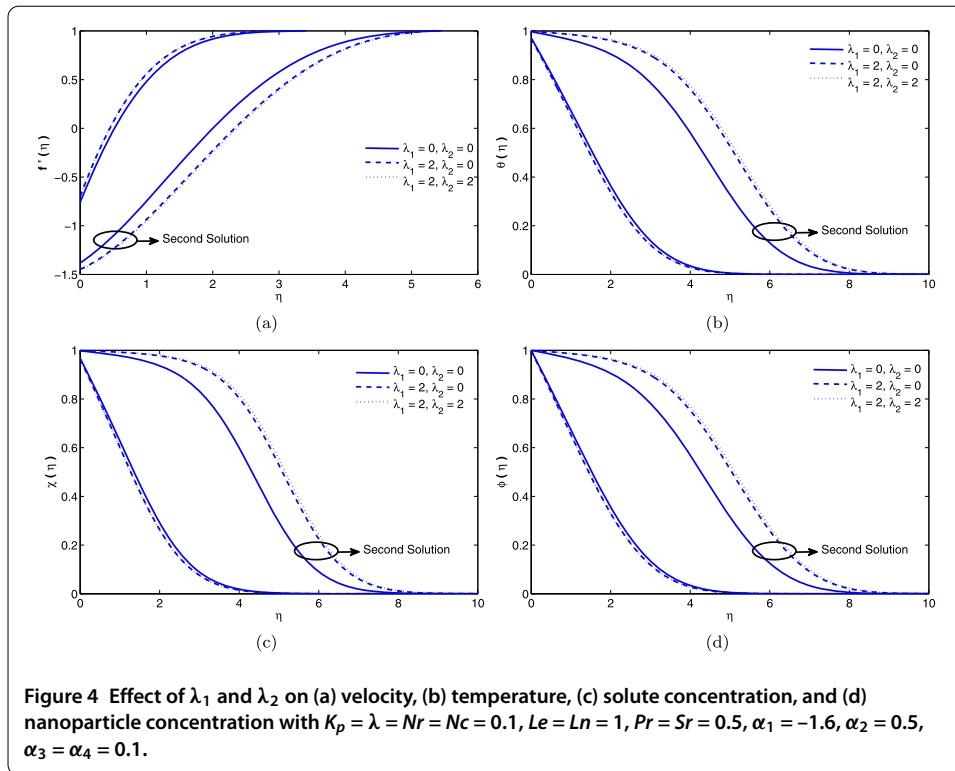 1
0.5
0
−0.5
−1
−1.5
f '(η)
0 1 2 3 4 5 6
η
λ₁ = 0, λ₂ = 0
λ₁ = 2, λ₂ = 0
λ₁ = 2, λ₂ = 2
Second Solution
(a)
1
0.8
0.6
0.4
0.2
0
θ(η)
0 2 4 6 8 10
η
λ₁ = 0, λ₂ = 0
λ₁ = 2, λ₂ = 0
λ₁ = 2, λ₂ = 2
Second Solution
(b)
1
0.8
0.6
0.4
0.2
0
χ(η)
0 2 4 6 8 10
η
λ₁ = 0, λ₂ = 0
λ₁ = 2, λ₂ = 0
λ₁ = 2, λ₂ = 2
Second Solution
(c)
1
0.8
0.6
0.4
0.2
0
φ(η)
0 2 4 6 8 10
η
λ₁ = 0, λ₂ = 0
λ₁ = 2, λ₂ = 0
λ₁ = 2, λ₂ = 2
Second Solution
(d)
Figure 4 Effect of λ₁ and λ₂ on (a) velocity, (b) temperature, (c) solute concentration, and (d)
nanoparticle concentration with Kₚ = λ = Nr = Nc = 0.1, Le = Ln = 1, Pr = Sr = 0.5, α₁ = –1.6, α₂ = 0.5,
α₃ = α₄ = 0.1.